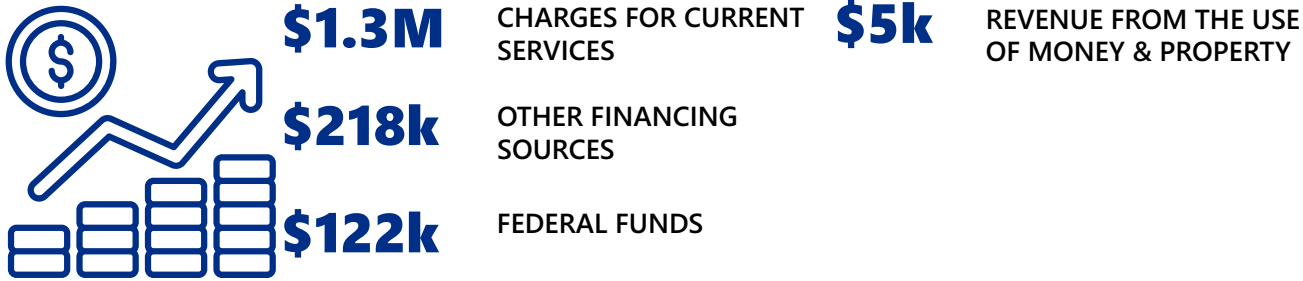 $
$1.3M
CHARGES FOR CURRENT
SERVICES
$218k
OTHER FINANCING
SOURCES
$122k
FEDERAL FUNDS
$5k
REVENUE FROM THE USE
OF MONEY & PROPERTY